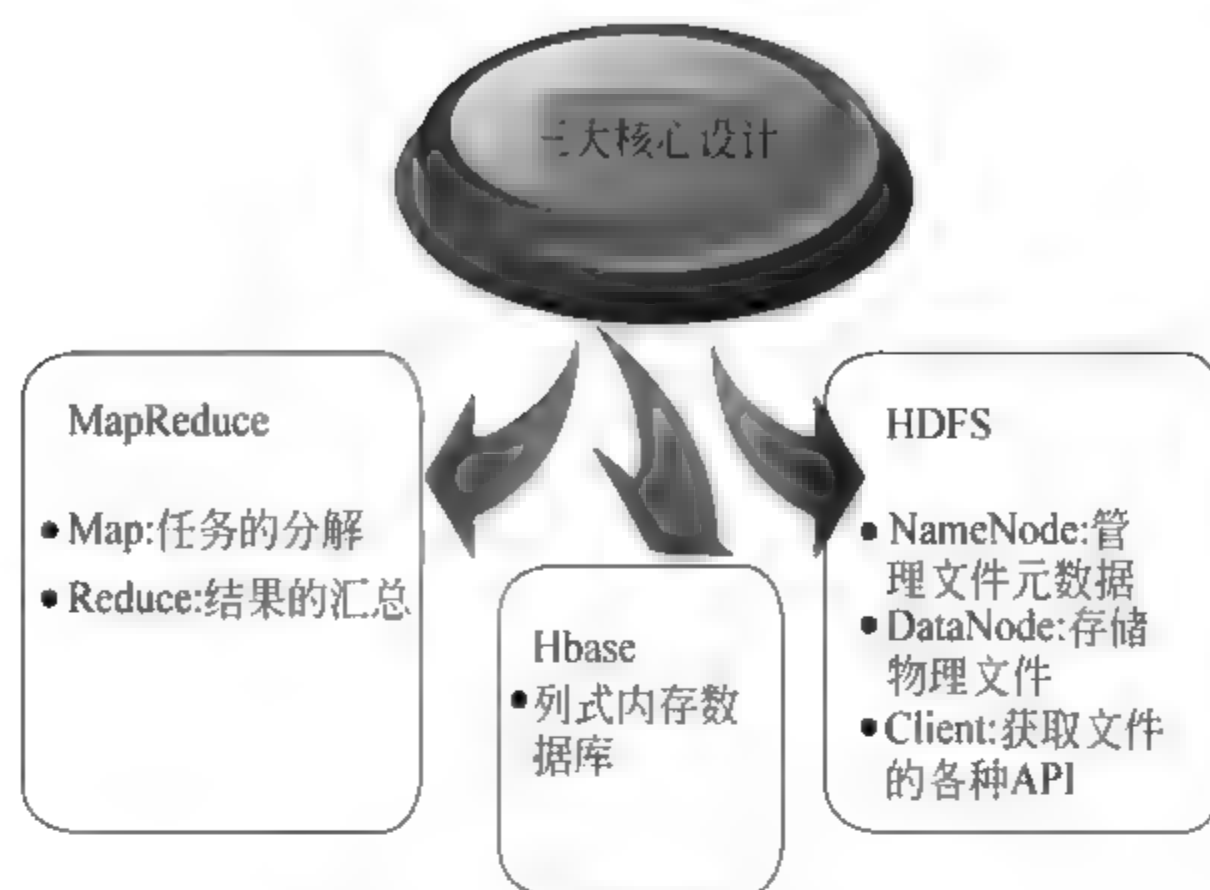 三大核心设计
MapReduce
• Map:任务的分解
• Reduce:结果的汇总
Hbase
• 列式内存数
据库
HDFS
• NameNode:管
理文件元数据
• DataNode:存储
物理文件
• Client:获取文件
的各种API